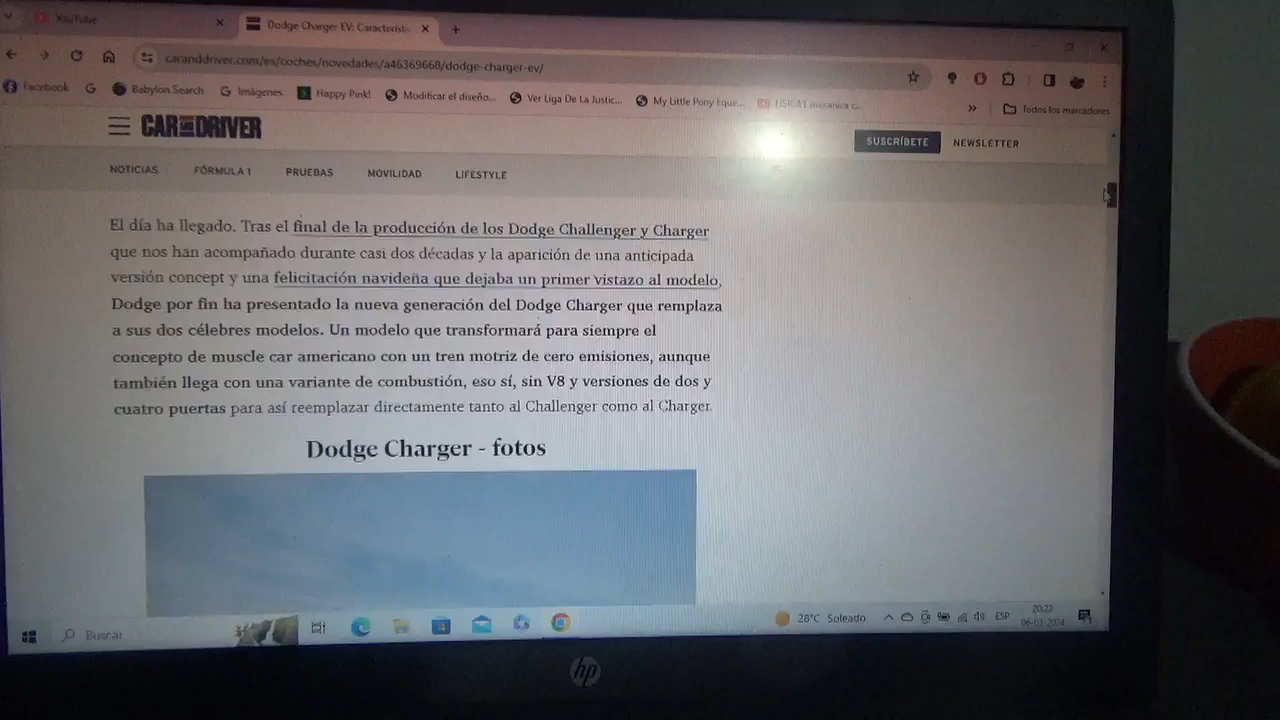 YouTube
Dodge Charger EV: Característi
caranddriver.com/es/coches/novedades/a46369668/dodge-charger-ev/
Facebook
Babylon Search
Imágenes
Happy Pink!
Modificar el diseño...
Ver Liga De La Justic...
My Little Pony Eque...
Todos los marcadores
CAR AND DRIVER
SUSCRÍBETE
NEWSLETTER
NOTICIAS
FÓRMULA 1
PRUEBAS
MOVILIDAD
LIFESTYLE
El día ha llegado. Tras el final de la producción de los Dodge Challenger y Charger
que nos han acompañado durante casi dos décadas y la aparición de una anticipada
versión concept y una felicitación navideña que dejaba un primer vistazo al modelo,
Dodge por fin ha presentado la nueva generación del Dodge Charger que remplaza
a sus dos célebres modelos. Un modelo que transformará para siempre el
concepto de muscle car americano con un tren motriz de cero emisiones, aunque
también llega con una variante de combustión, eso sí, sin V8 y versiones de dos y
cuatro puertas para así reemplazar directamente tanto al Challenger como al Charger.
Dodge Charger - fotos
Buscar
28°C Soleado
ESP
20:22
06-03-2024
hp